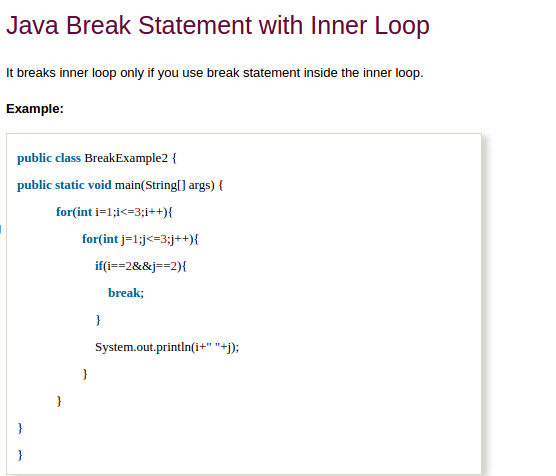 Java Break Statement with Inner Loop
It breaks inner loop only if you use break statement inside the inner loop.
Example:
public class BreakExample2 {
public static void main(String[] args) {
for(int i=1;i<=3;i++){
for(int j=1;j<=3;j++){
if(i==2&&j==2){
break;
}
System.out.println(i+" "+j);
}
}
}
}